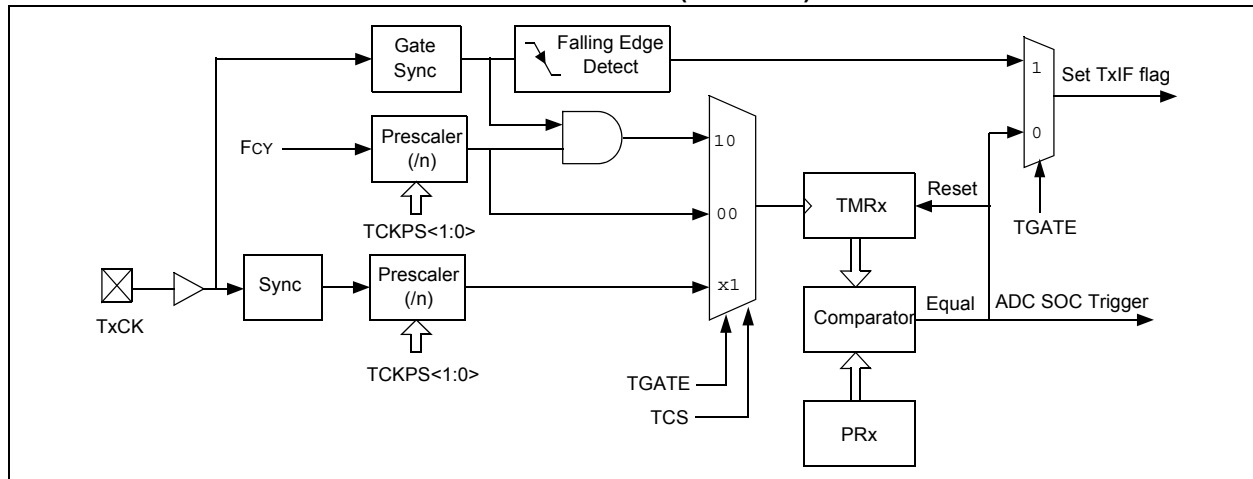 Gate
Sync
Falling Edge
Detect
1
Set TxIF flag
0
FCY
Prescaler
(/n)
10
Reset
TMRx
00
TGATE
TCKPS<1:0>
Sync
Prescaler
(/n)
x1
TxCK
Comparator
Equal
ADC SOC Trigger
TCKPS<1:0>
TGATE
TCS
PRx